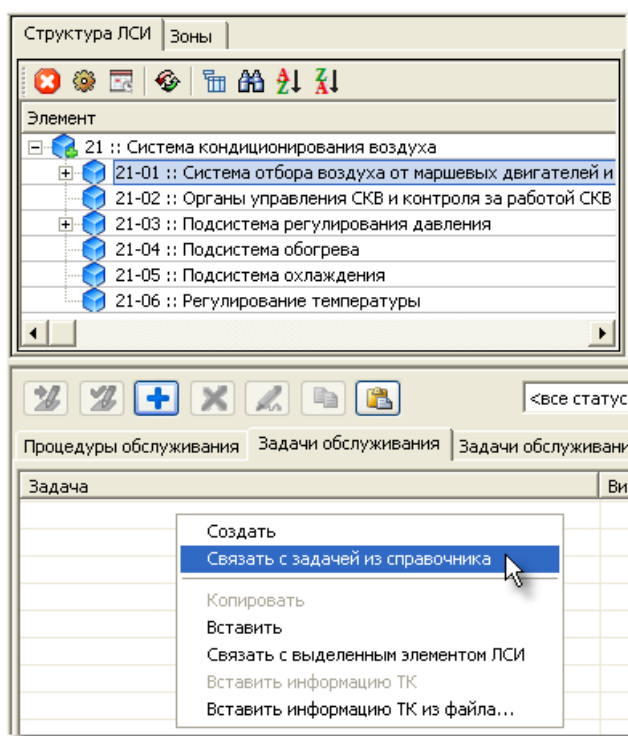 Структура ЛСИ Зоны
Элемент
21 :: Система кондиционирования воздуха
21-01 :: Система отбора воздуха от маршевых двигателей и
21-02 :: Органы управления СКВ и контроля за работой СКВ
21-03 :: Подсистема регулирования давления
21-04 :: Подсистема обогрева
21-05 :: Подсистема охлаждения
21-06 :: Регулирование температуры
<все статус
Процедуры обслуживания Задачи обслуживания Задачи обслуживани
Задача Ви
Создать
Связать с задачей из справочника
Копировать
Вставить
Связать с выделенным элементом ЛСИ
Вставить информацию ТК
Вставить информацию ТК из файла...